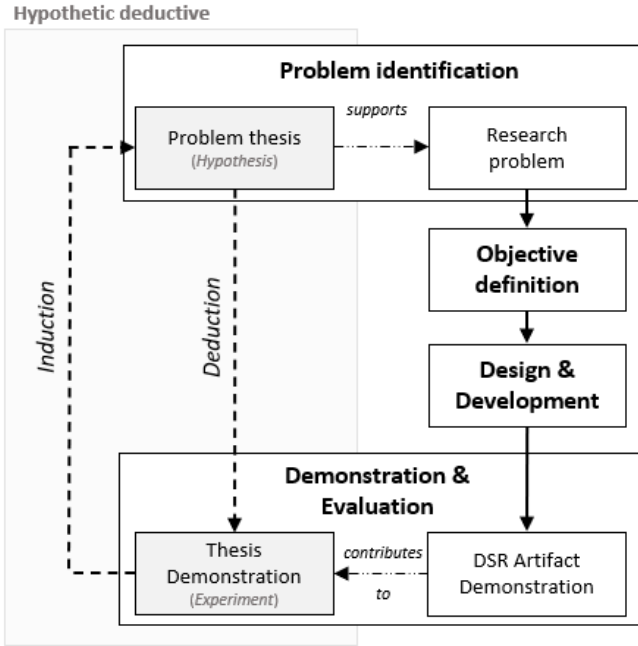 Hypothetic deductive
Problem identification
Problem thesis
(Hypothesis)
supports
Research
problem
Objective
definition
Induction
Deduction
Design &
Development
Demonstration &
Evaluation
Thesis
Demonstration
(Experiment)
contributes
to
DSR Artifact
Demonstration